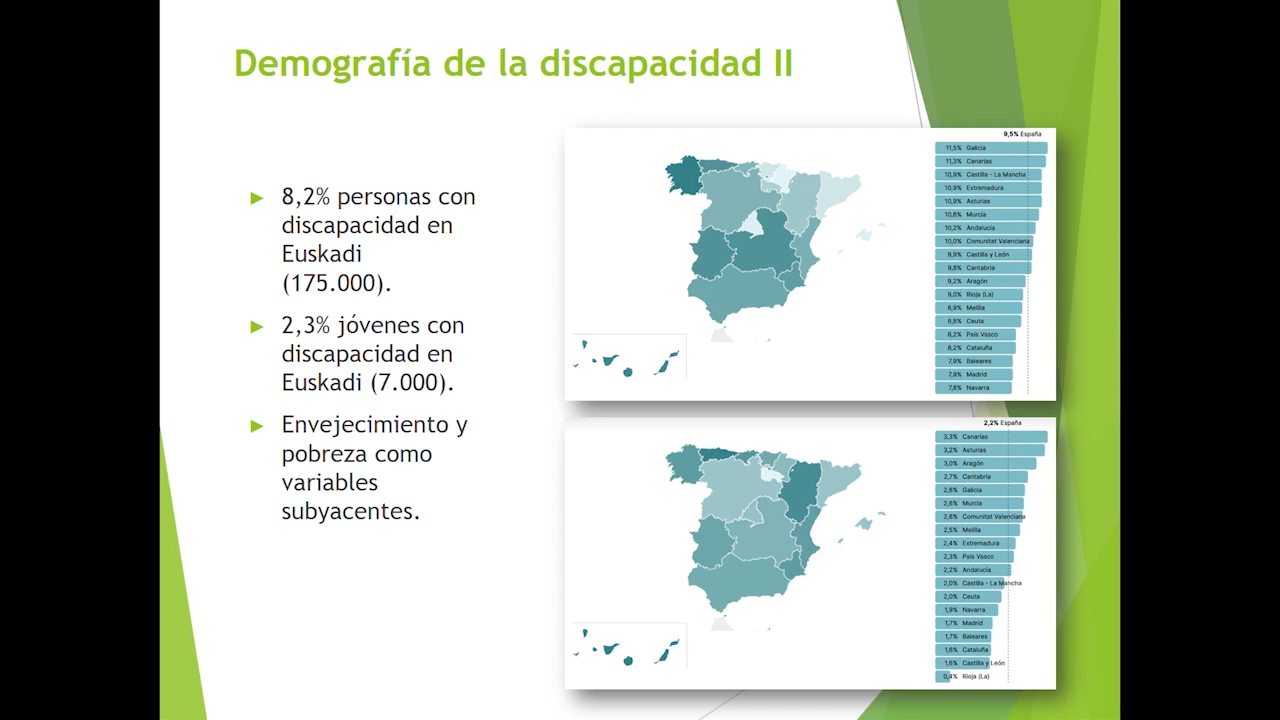 Demografía de la discapacidad II
► 8,2% personas con
discapacidad en
Euskadi
(175.000).
► 2,3% jóvenes con
discapacidad en
Euskadi (7.000).
► Envejecimiento y
pobreza como
variables
subyacentes.
9,5% España
11,5% Galicia
11,3% Canarias
10,9% Castilla - La Mancha
10,9% Extremadura
10,9% Asturias
10,6% Murcia
10,2% Andalucía
10,0% Comunitat Valenciana
9,9% Castilla y León
9,8% Cantabria
9,2% Aragón
9,0% Rioja (La)
8,9% Melilla
8,8% Ceuta
8,2% País Vasco
8,2% Cataluña
7,9% Baleares
7,9% Madrid
7,8% Navarra
2,2% España
3,3% Canarias
3,2% Asturias
3,0% Aragón
2,7% Cantabria
2,6% Galicia
2,6% Murcia
2,6% Comunitat Valenciana
2,5% Melilla
2,4% Extremadura
2,3% País Vasco
2,2% Andalucía
2,0% Castilla - La Mancha
2,0% Ceuta
1,9% Navarra
1,7% Madrid
1,7% Baleares
1,6% Cataluña
1,6% Castilla y León
0,4% Rioja (La)